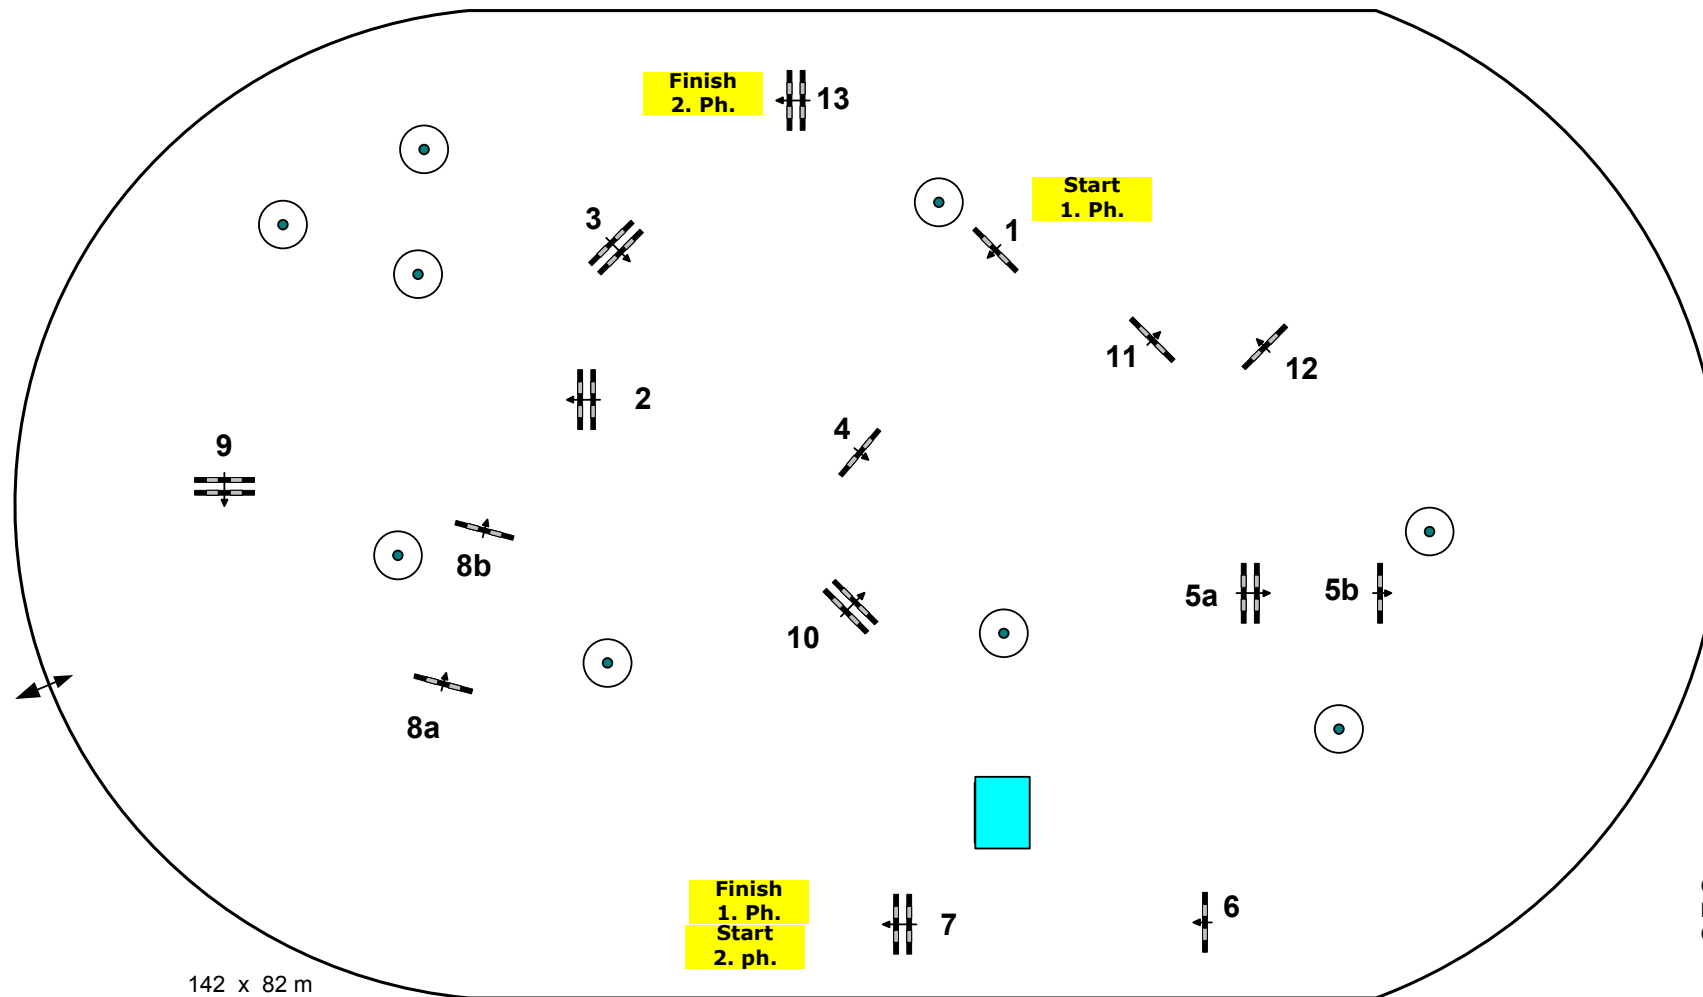 Finish
2. Ph.
13
Start
1. Ph.
3
1
11
12
2
4
9
8b
5a
5b
10
8a
Finish
1. Ph.
6
7
Start
2. ph.
142 x 82 m